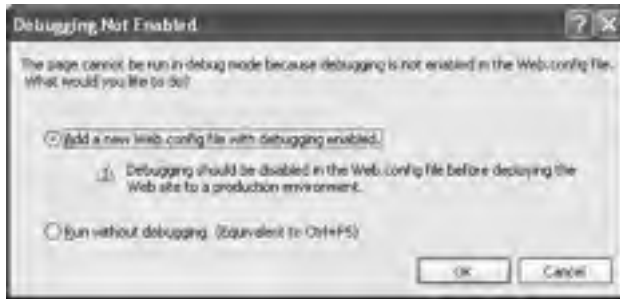 Debugging Not Enabled
The page cannot be run in debug mode because debugging is not enabled in the Web.config file.
What would you like to do?
Add a new Web.config file with debugging enabled.
Debugging should be disabled in the Web.config file before deploying the
Web site to a production environment.
Run without debugging. (Equivalent to Ctrl+F5)
OK
Cancel